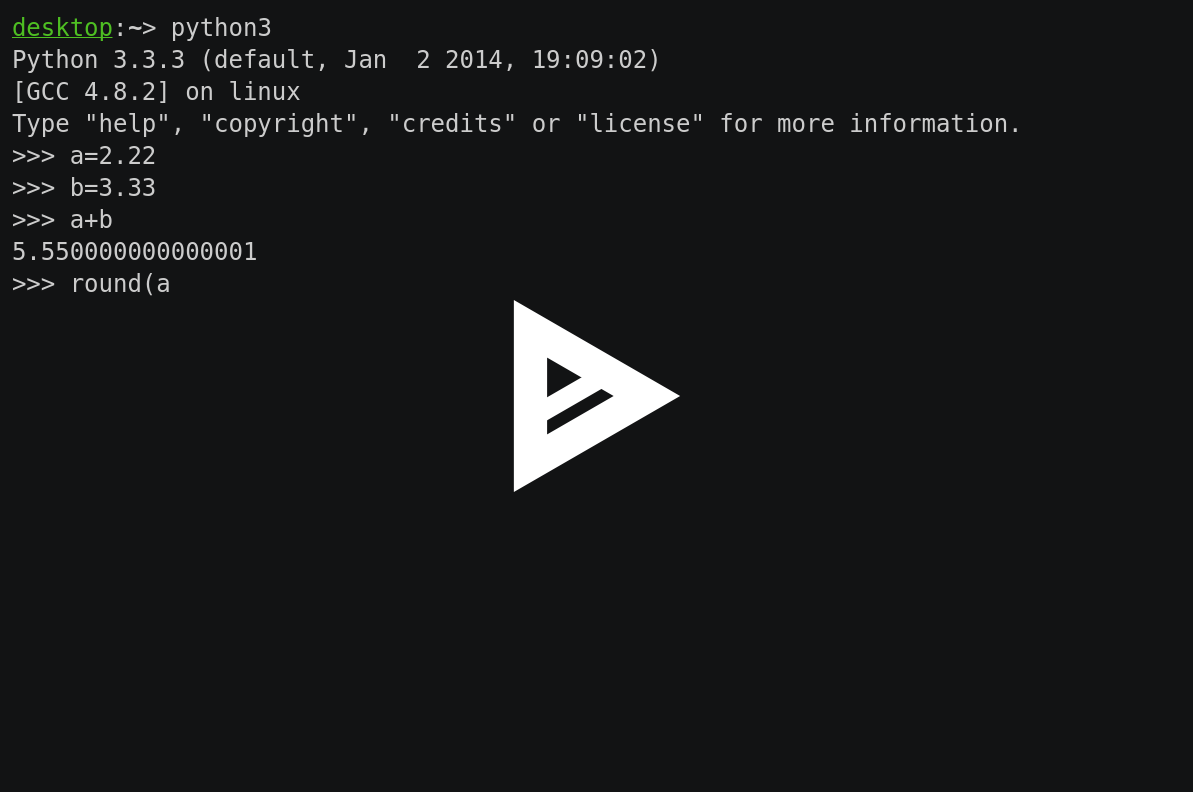 desktop:~> python3
Python 3.3.3 (default, Jan  2 2014, 19:09:02)
[GCC 4.8.2] on linux
Type "help", "copyright", "credits" or "license" for more information.
>>> a=2.22
>>> b=3.33
>>> a+b
5.550000000000001
>>> round(a